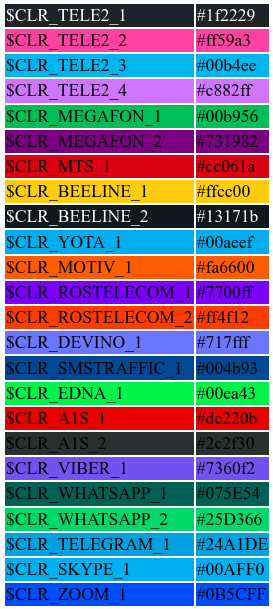 $CLR_TELE2_1 #1f2229
$CLR_TELE2_2 #ff59a3
$CLR_TELE2_3 #00b4ee
$CLR_TELE2_4 #c882ff
$CLR_MEGAFON_1 #00b956
$CLR_MEGAFON_2 #731982
$CLR_MTS_1 #cc061a
$CLR_BEELINE_1 #ffcc00
$CLR_BEELINE_2 #13171b
$CLR_YOTA_1 #00aeef
$CLR_MOTIV_1 #fa6600
$CLR_ROSTELECOM_1 #7700ff
$CLR_ROSTELECOM_2 #ff4f12
$CLR_DEVINO_1 #717fff
$CLR_SMSTRAFFIC_1 #004b93
$CLR_EDNA_1 #00ea43
$CLR_A1S_1 #dc220b
$CLR_A1S_2 #2c2f30
$CLR_VIBER_1 #7360f2
$CLR_WHATSAPP_1 #075E54
$CLR_WHATSAPP_2 #25D366
$CLR_TELEGRAM_1 #24A1DE
$CLR_SKYPE_1 #00AFF0
$CLR_ZOOM_1 #0B5CFF